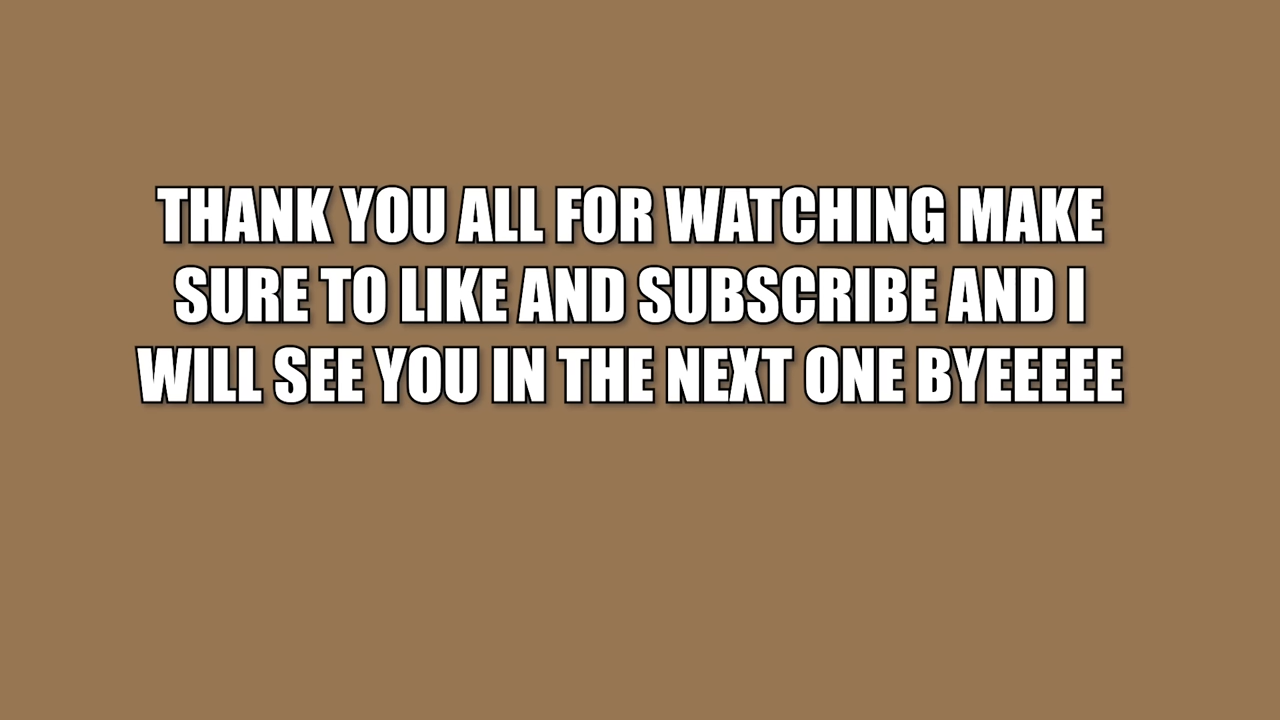 THANK YOU ALL FOR WATCHING MAKE
SURE TO LIKE AND SUBSCRIBE AND I
WILL SEE YOU IN THE NEXT ONE BYEEEEE